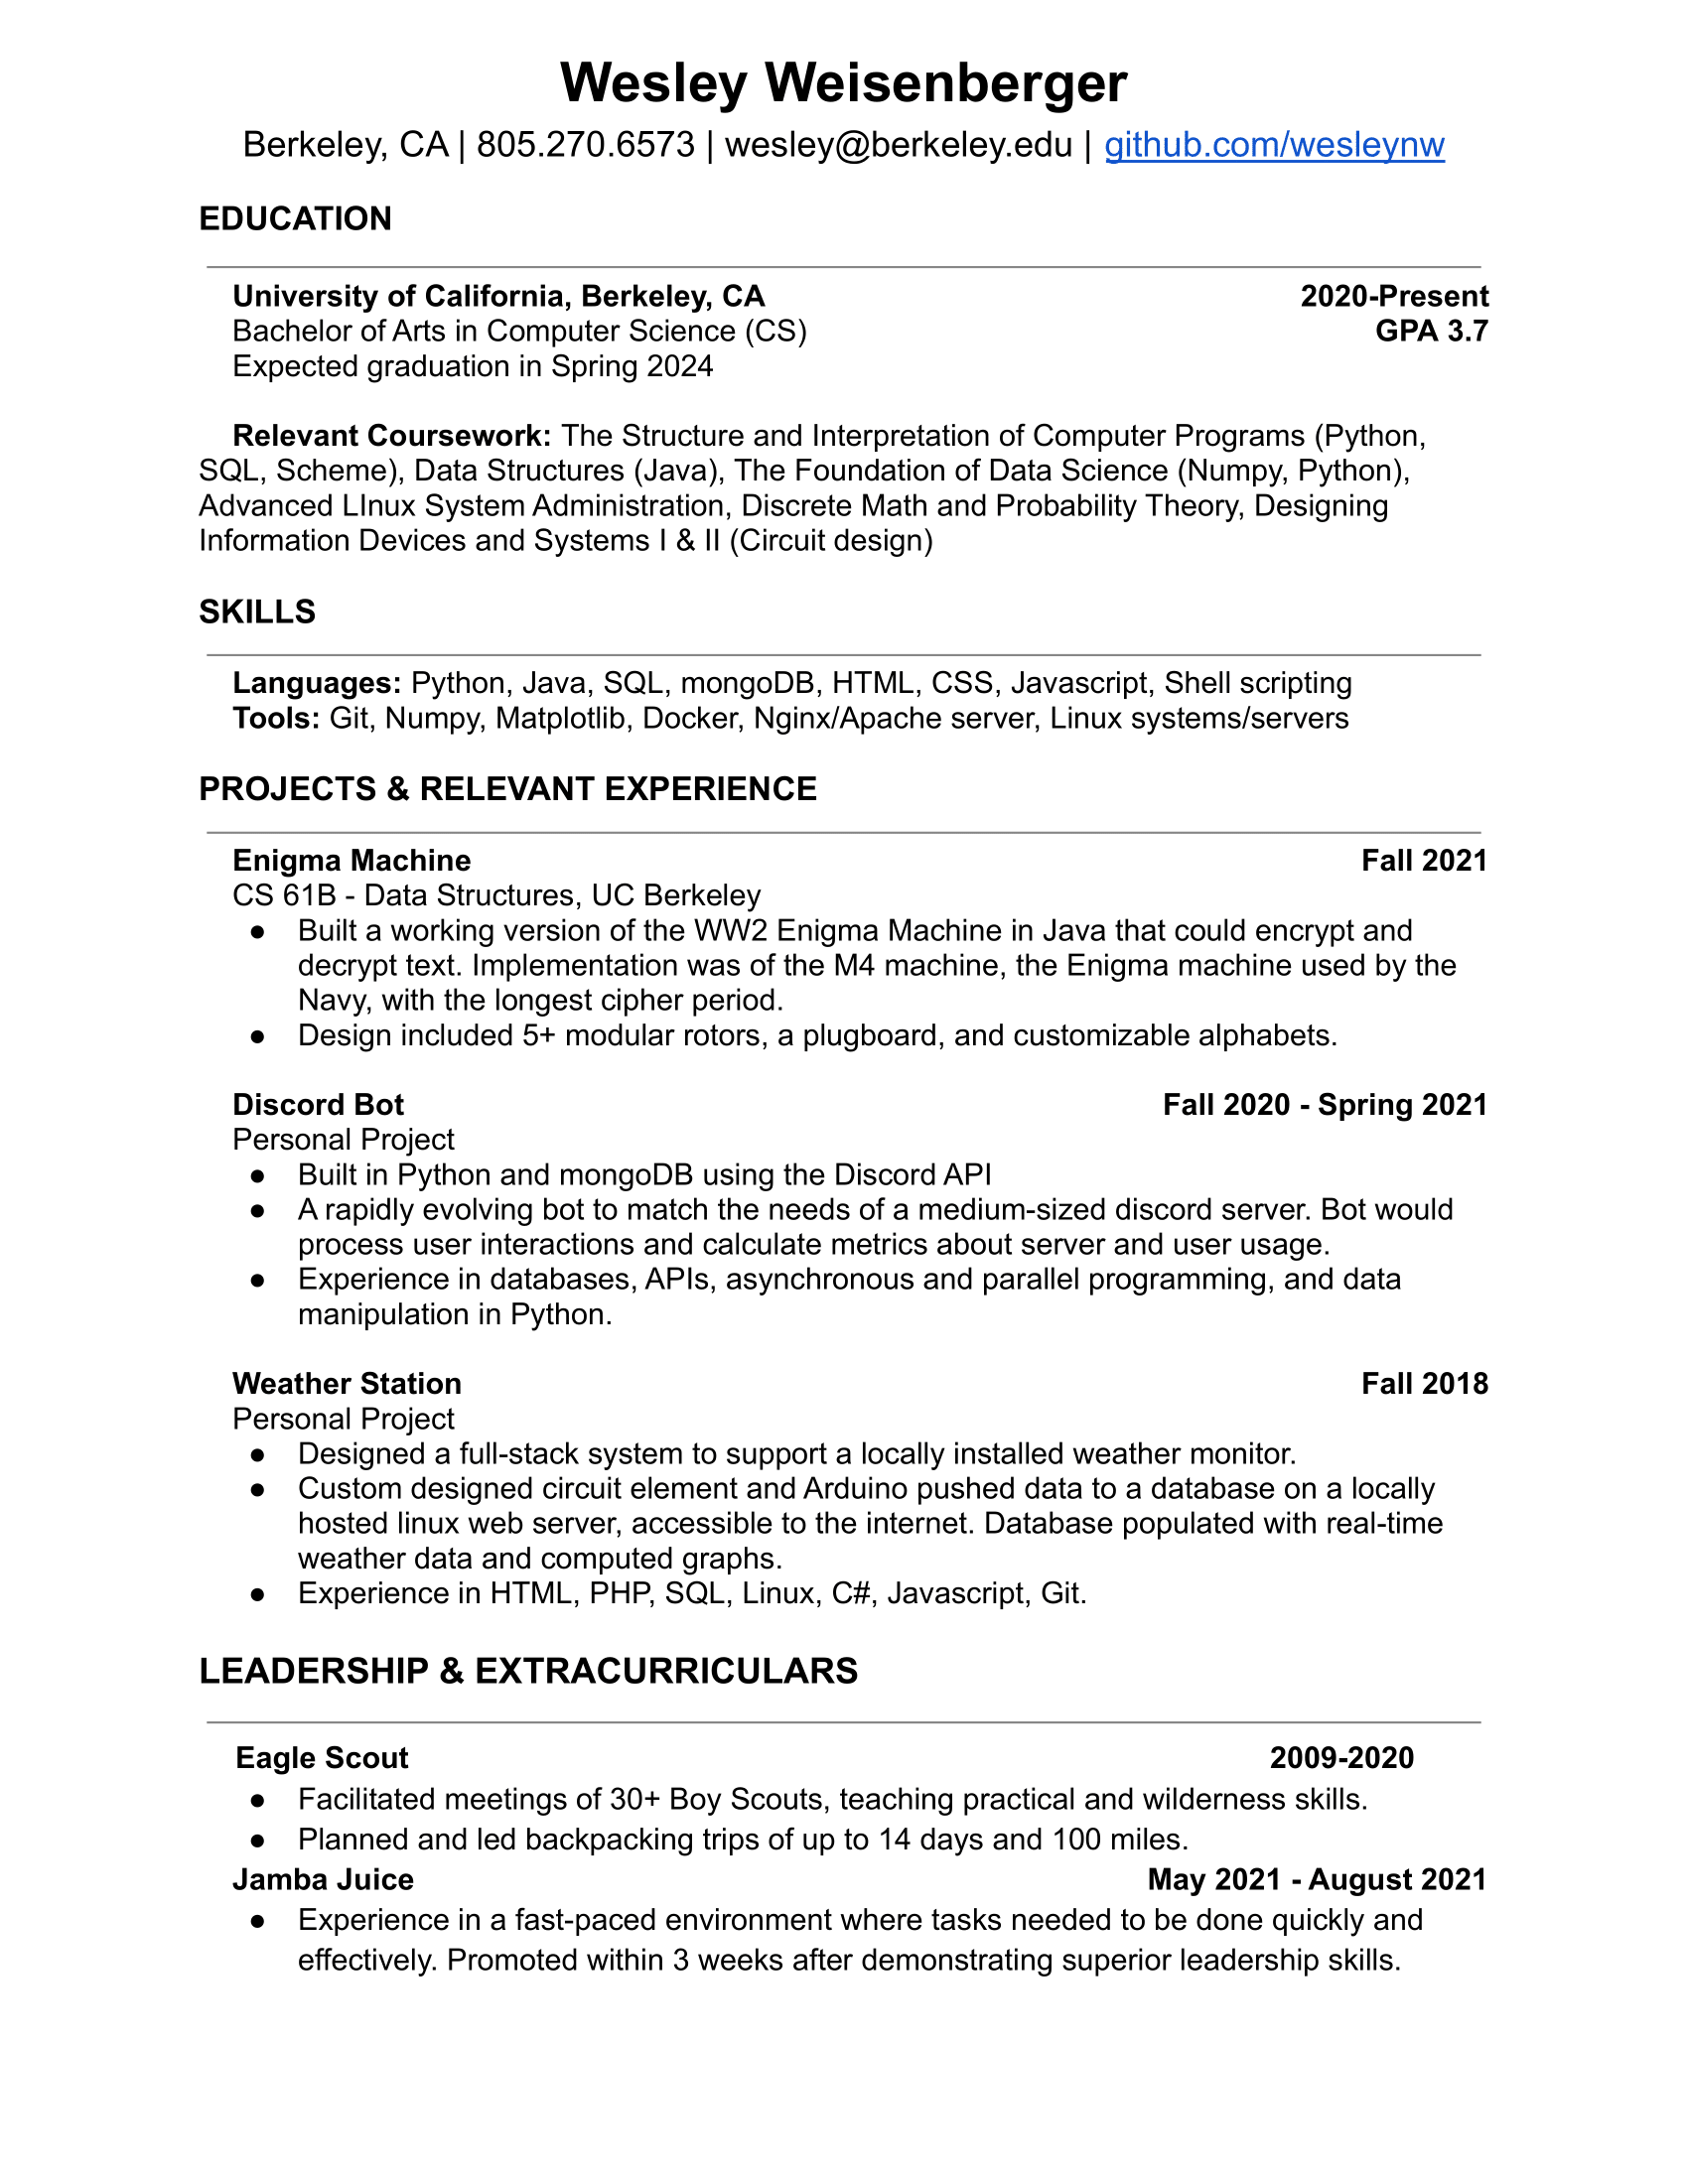 Wesley Weisenberger
Berkeley, CA | 805.270.6573 | wesley@berkeley.edu | github.com/wesleynw
EDUCATION
University of California, Berkeley, CA 2020-Present
Bachelor of Arts in Computer Science (CS) GPA 3.7
Expected graduation in Spring 2024
Relevant Coursework: The Structure and Interpretation of Computer Programs (Python,
SQL, Scheme), Data Structures (Java), The Foundation of Data Science (Numpy, Python),
Advanced LInux System Administration, Discrete Math and Probability Theory, Designing
Information Devices and Systems I & II (Circuit design)
SKILLS
Languages: Python, Java, SQL, mongoDB, HTML, CSS, Javascript, Shell scripting
Tools: Git, Numpy, Matplotlib, Docker, Nginx/Apache server, Linux systems/servers
PROJECTS & RELEVANT EXPERIENCE
Enigma Machine Fall 2021
CS 61B - Data Structures, UC Berkeley
● Built a working version of the WW2 Enigma Machine in Java that could encrypt and
decrypt text. Implementation was of the M4 machine, the Enigma machine used by the
Navy, with the longest cipher period.
● Design included 5+ modular rotors, a plugboard, and customizable alphabets.
Discord Bot Fall 2020 - Spring 2021
Personal Project
● Built in Python and mongoDB using the Discord API
● A rapidly evolving bot to match the needs of a medium-sized discord server. Bot would
process user interactions and calculate metrics about server and user usage.
● Experience in databases, APIs, asynchronous and parallel programming, and data
manipulation in Python.
Weather Station Fall 2018
Personal Project
● Designed a full-stack system to support a locally installed weather monitor.
● Custom designed circuit element and Arduino pushed data to a database on a locally
hosted linux web server, accessible to the internet. Database populated with real-time
weather data and computed graphs.
● Experience in HTML, PHP, SQL, Linux, C#, Javascript, Git.
LEADERSHIP & EXTRACURRICULARS
Eagle Scout 2009-2020
● Facilitated meetings of 30+ Boy Scouts, teaching practical and wilderness skills.
● Planned and led backpacking trips of up to 14 days and 100 miles.
Jamba Juice May 2021 - August 2021
● Experience in a fast-paced environment where tasks needed to be done quickly and
effectively. Promoted within 3 weeks after demonstrating superior leadership skills.